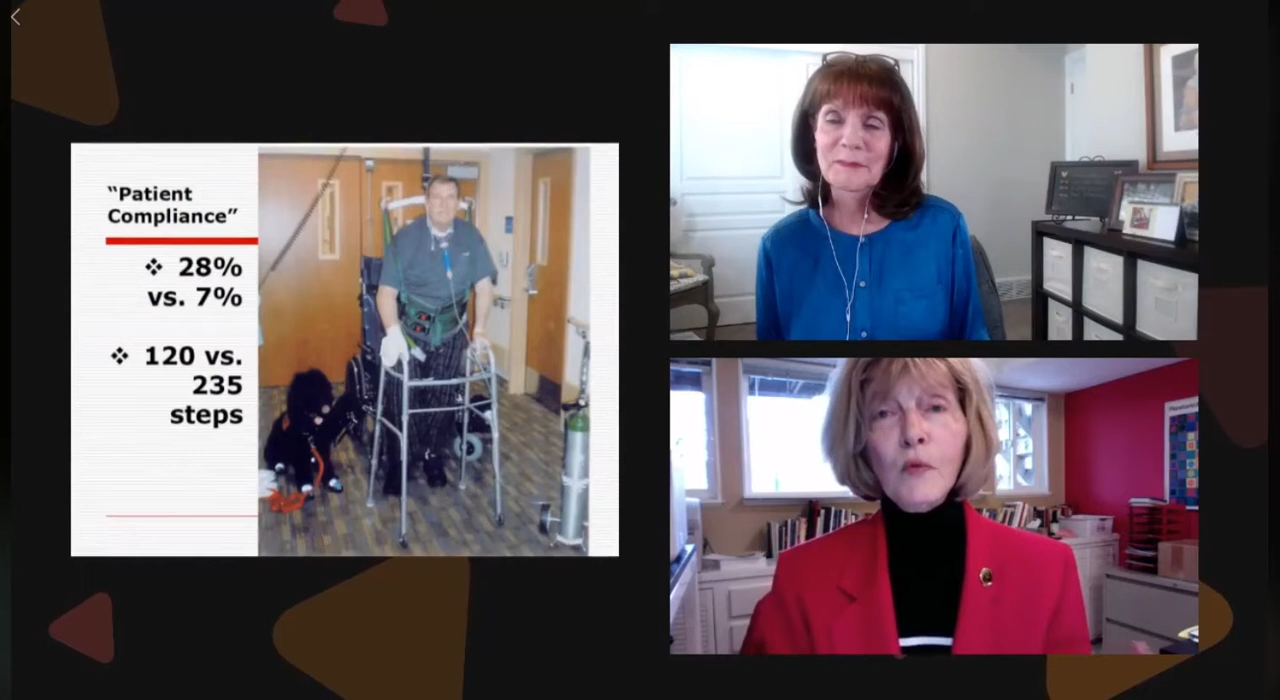 “Patient
Compliance”
❖ 28%
vs. 7%
❖ 120 vs.
235
steps